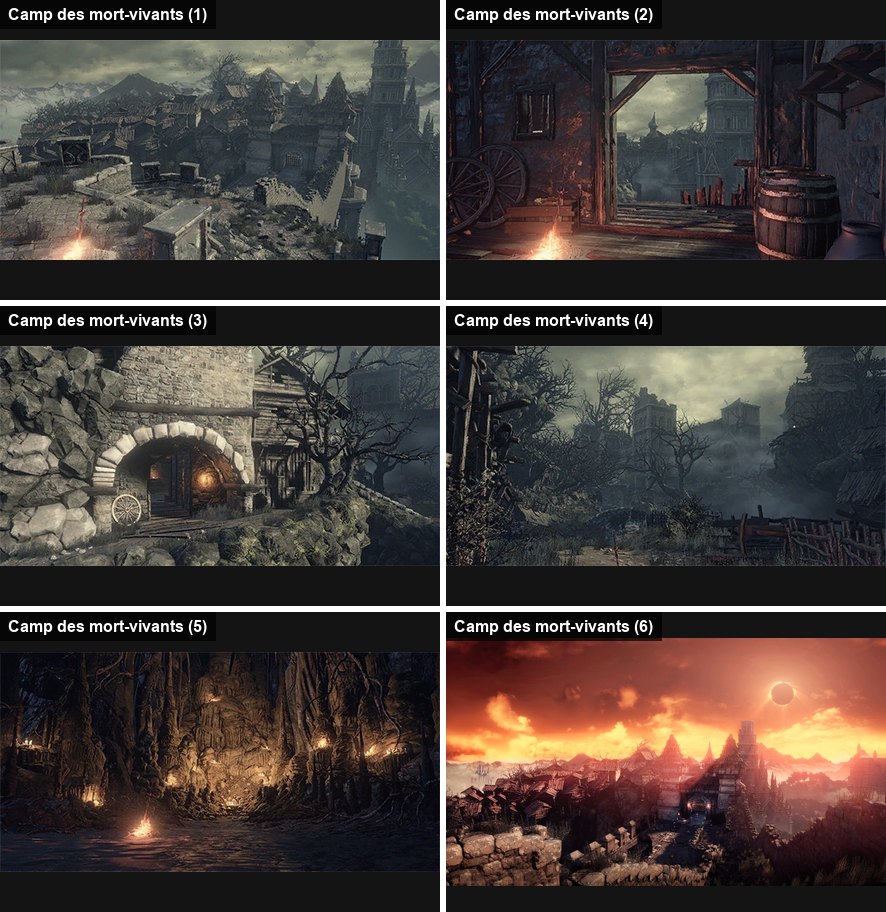 Camp des mort-vivants (1)
Camp des mort-vivants (2)
Camp des mort-vivants (3)
Camp des mort-vivants (4)
Camp des mort-vivants (5)
Camp des mort-vivants (6)